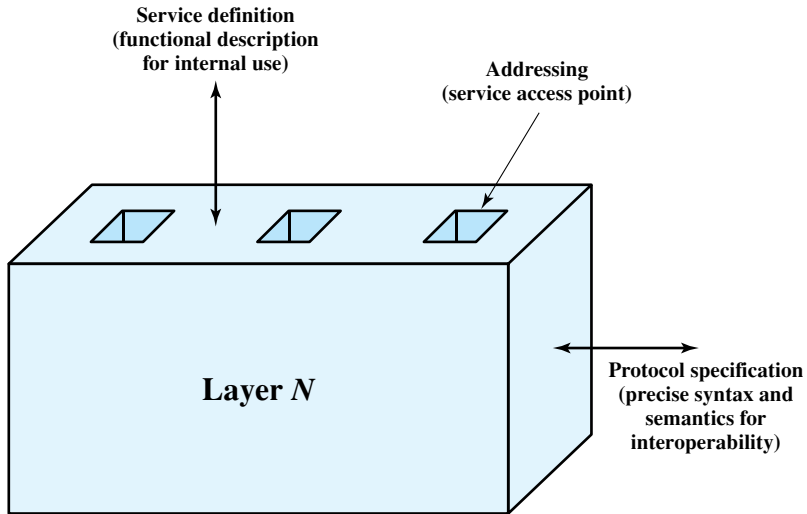 Service definition
(functional description
for internal use)
Addressing
(service access point)
Layer N
Protocol specification
(precise syntax and
semantics for
interoperability)